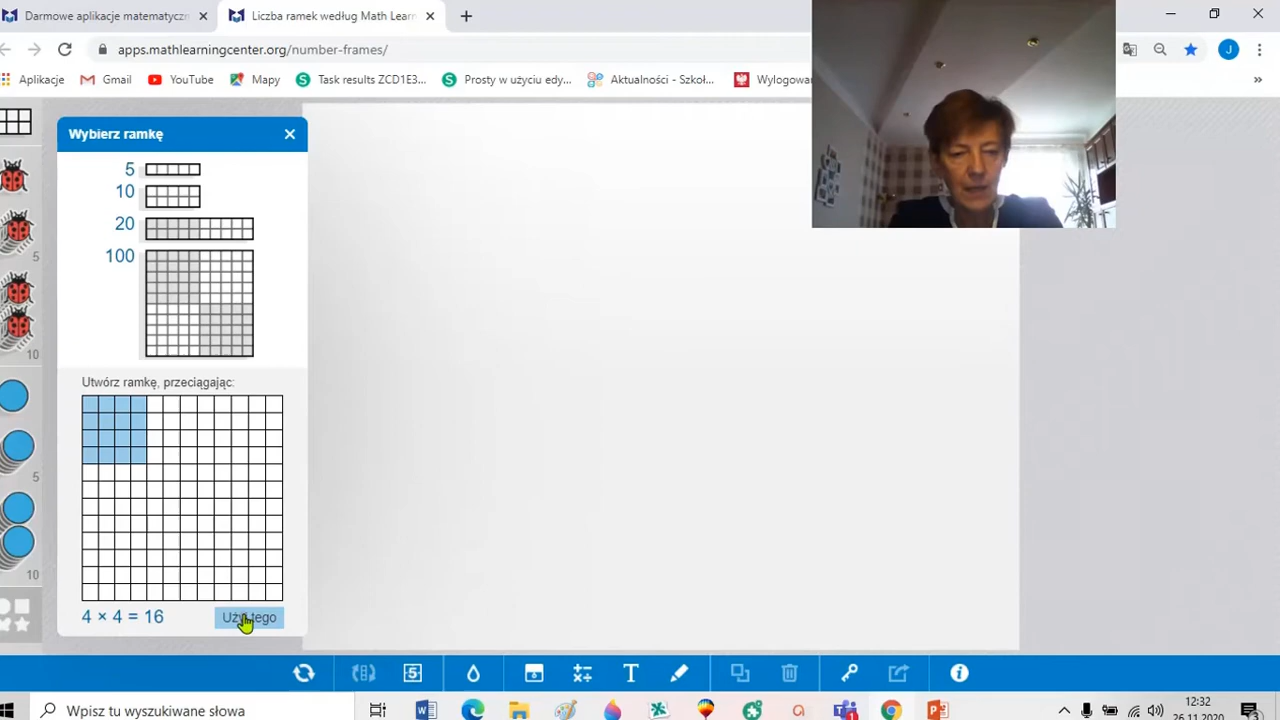 Darmowe aplikacje matematyczn
Liczba ramek według Math Learn
apps.mathlearningcenter.org/number-frames/
J
Aplikacje
Gmail
YouTube
Mapy
Task results ZCD1E3...
Prosty w użyciu edy...
Aktualności - Szkoł...
Wylogowa
»
Wybierz ramkę
5
10
20
100
Utwórz ramkę, przeciągając:
4 × 4 = 16
Użyj tego
5
10
5
10
5
T
Wpisz tu wyszukiwane słowa
12:32
26.11.2020